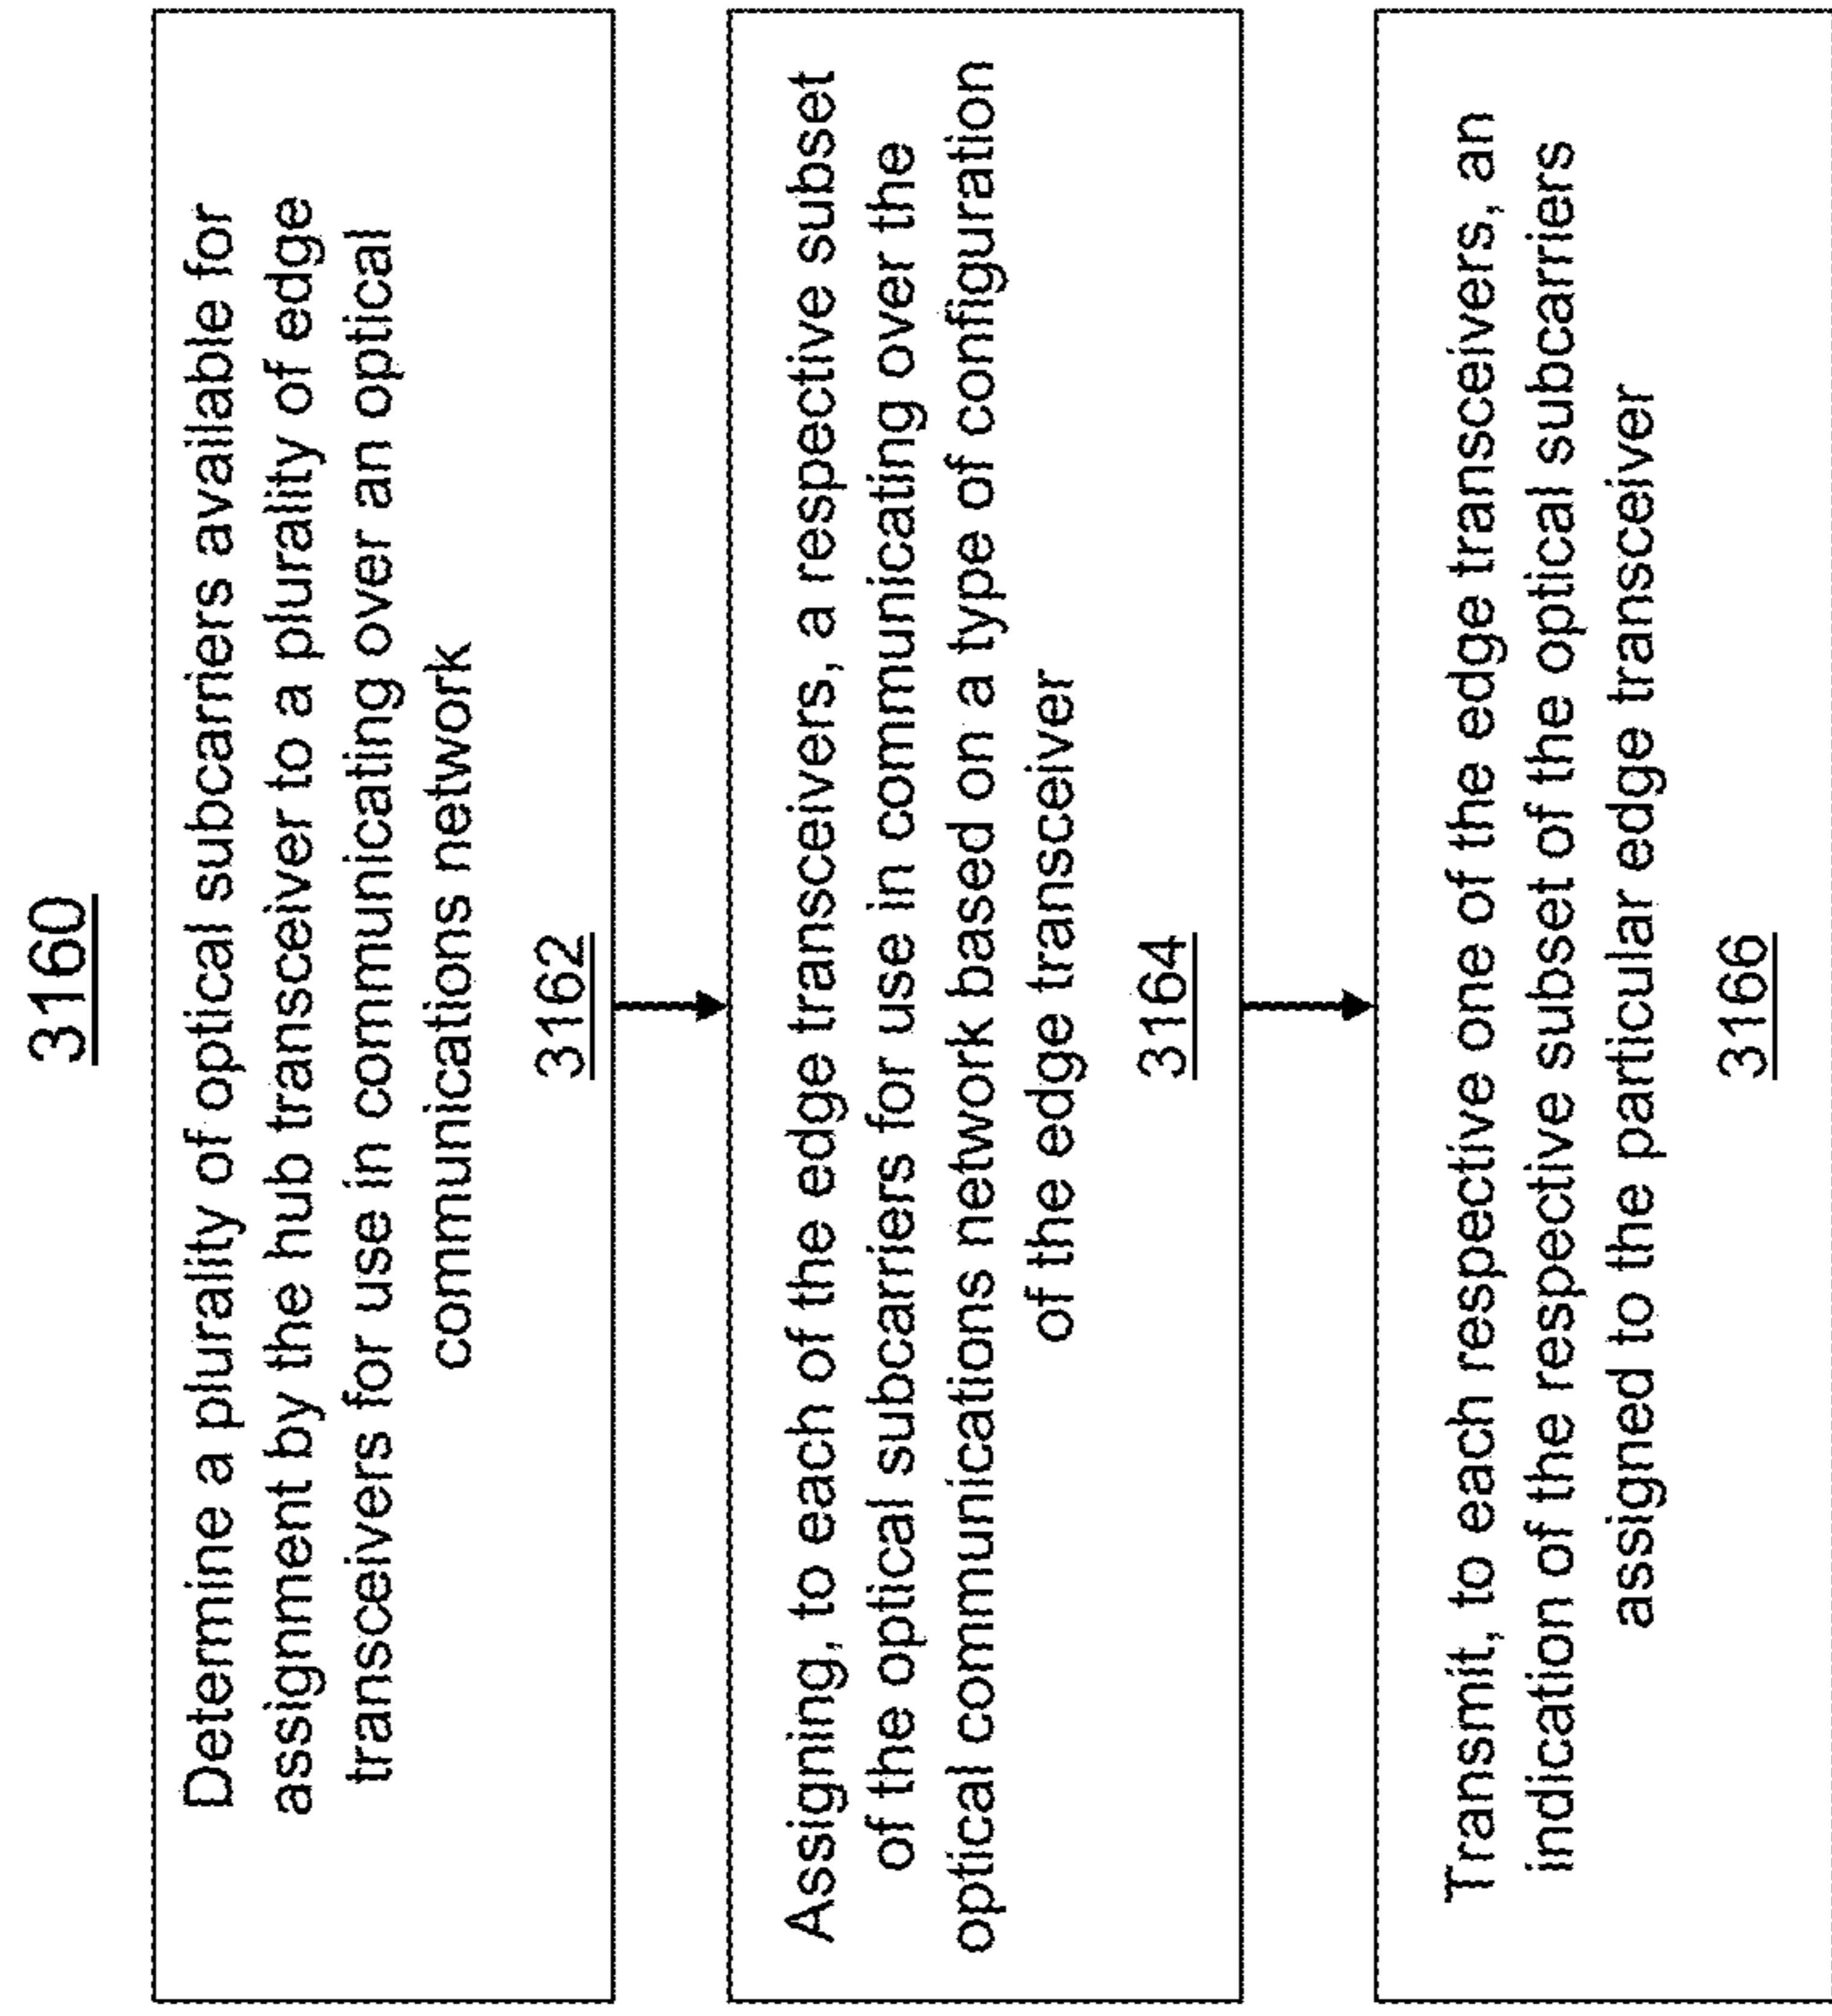 3160
Determine a plurality of optical subcarriers available for
assignment by the hub transceiver to a plurality of edge
transceivers for use in communicating over an optical
communications network
3162
Assigning, to each of the edge transceivers, a respective subset
of the optical subcarriers for use in communicating over the
optical communications network based on a type of configuration
of the edge transceiver
3164
Transmit, to each respective one of the edge transceivers, an
indication of the respective subset of the optical subcarriers
assigned to the particular edge transceiver
3166